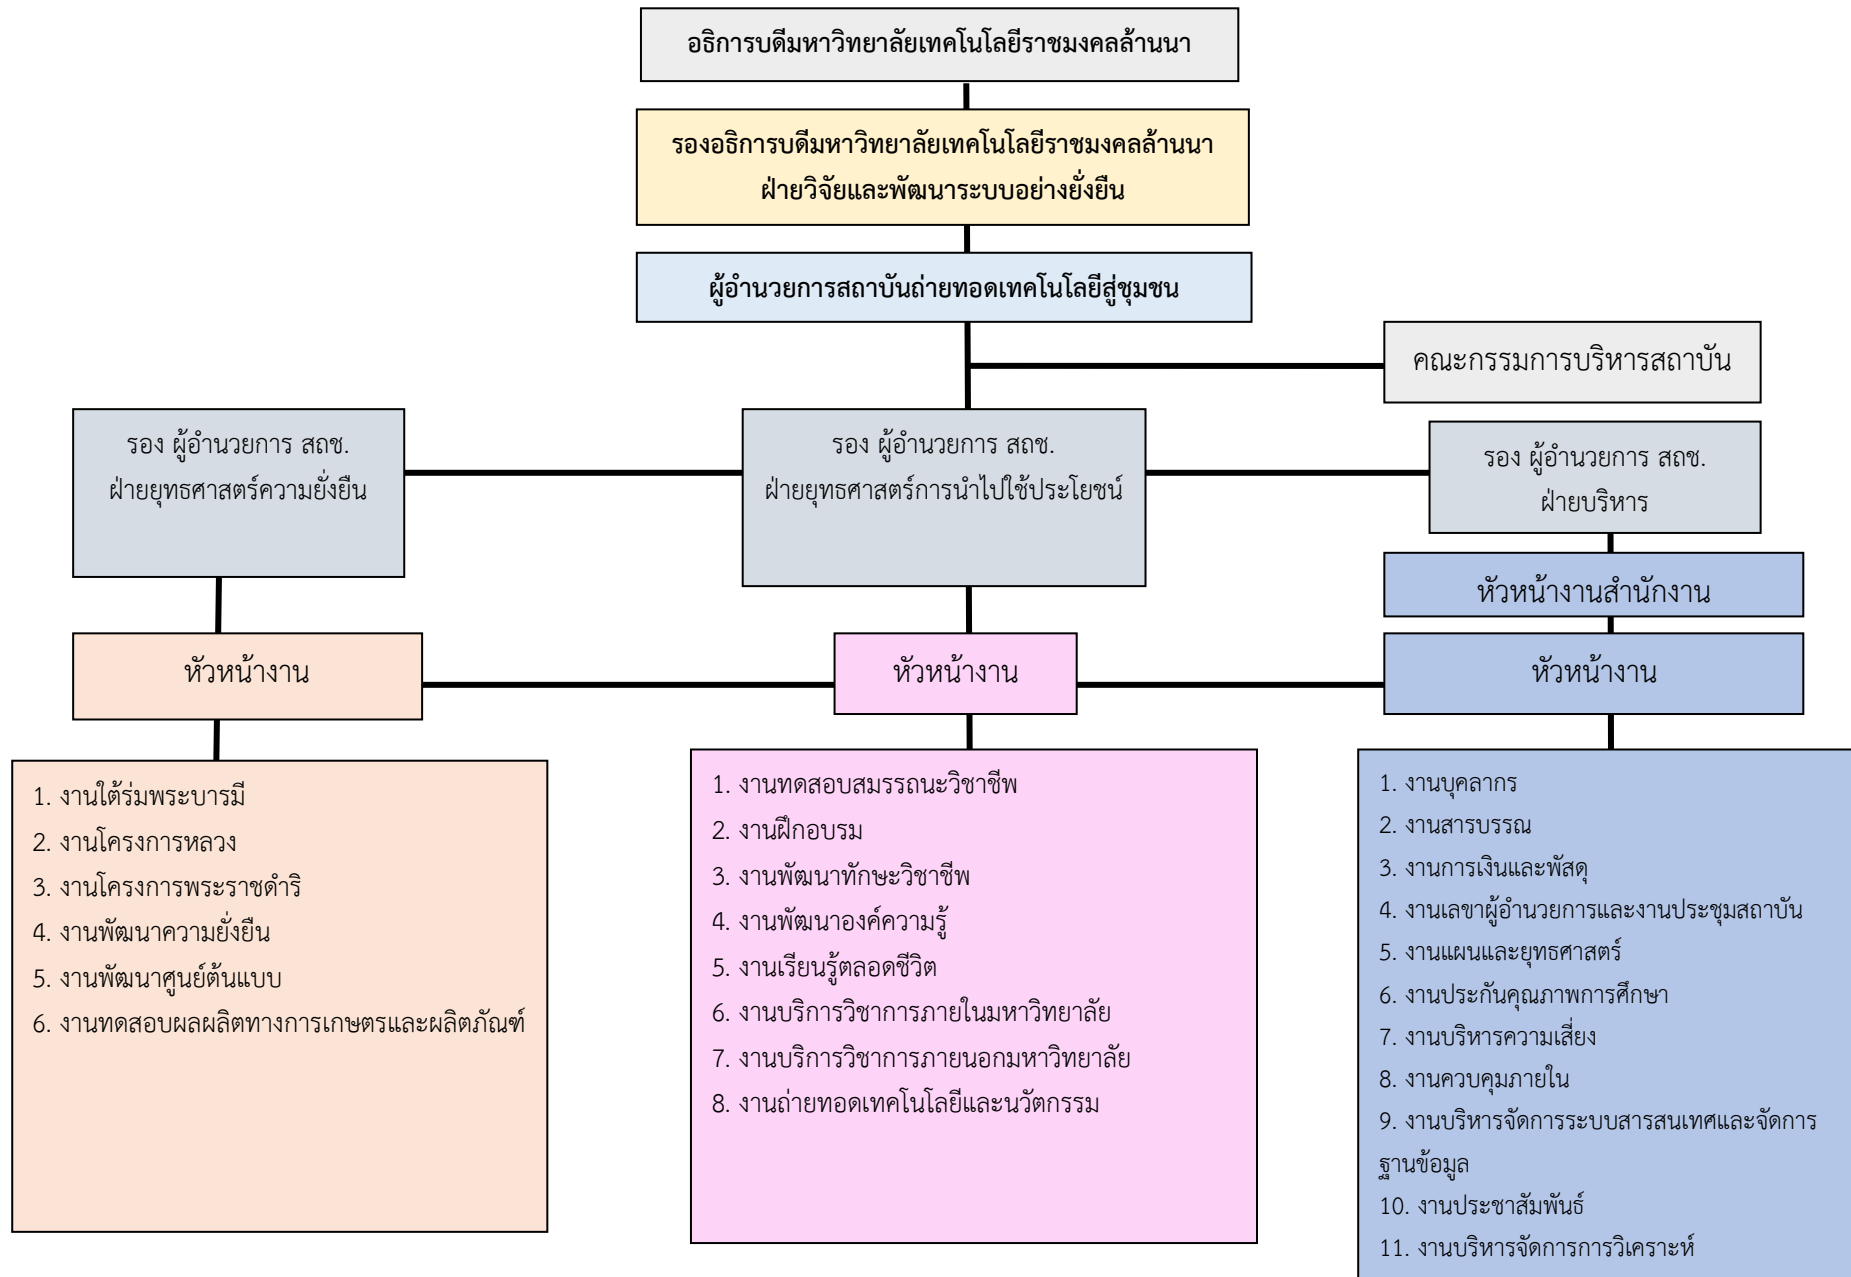 อธิการบดีมหาวิทยาลัยเทคโนโลยีราชมงคลล้านนา
รองอธิการบดีมหาวิทยาลัยเทคโนโลยีราชมงคลล้านนา
ฝ่ายวิจัยและพัฒนาระบบอย่างยั่งยืน
ผู้อำนวยการสถาบันถ่ายทอดเทคโนโลยีสู่ชุมชน
คณะกรรมการบริหารสถาบัน
รอง ผู้อำนวยการ สถช.
ฝ่ายยุทธศาสตร์ความยั่งยืน
รอง ผู้อำนวยการ สถช.
ฝ่ายยุทธศาสตร์การนำไปใช้ประโยชน์
รอง ผู้อำนวยการ สถช.
ฝ่ายบริหาร
หัวหน้างานสำนักงาน
หัวหน้างาน
หัวหน้างาน
หัวหน้างาน
1. งานใต้ร่มพระบารมี
2. งานโครงการหลวง
3. งานโครงการพระราชดำริ
4. งานพัฒนาความยั่งยืน
5. งานพัฒนาศูนย์ต้นแบบ
6. งานทดสอบผลผลิตทางการเกษตรและผลิตภัณฑ์
1. งานทดสอบสมรรถนะวิชาชีพ
2. งานฝึกอบรม
3. งานพัฒนาทักษะวิชาชีพ
4. งานพัฒนาองค์ความรู้
5. งานเรียนรู้ตลอดชีวิต
6. งานบริการวิชาการภายในมหาวิทยาลัย
7. งานบริการวิชาการภายนอกมหาวิทยาลัย
8. งานถ่ายทอดเทคโนโลยีและนวัตกรรม
1. งานบุคลากร
2. งานสารบรรณ
3. งานการเงินและพัสดุ
4. งานเลขาผู้อำนวยการและงานประชุมสถาบัน
5. งานแผนและยุทธศาสตร์
6. งานประกันคุณภาพการศึกษา
7. งานบริหารความเสี่ยง
8. งานควบคุมภายใน
9. งานบริหารจัดการระบบสารสนเทศและจัดการ
ฐานข้อมูล
10. งานประชาสัมพันธ์
11. งานบริหารจัดการการวิเคราะห์